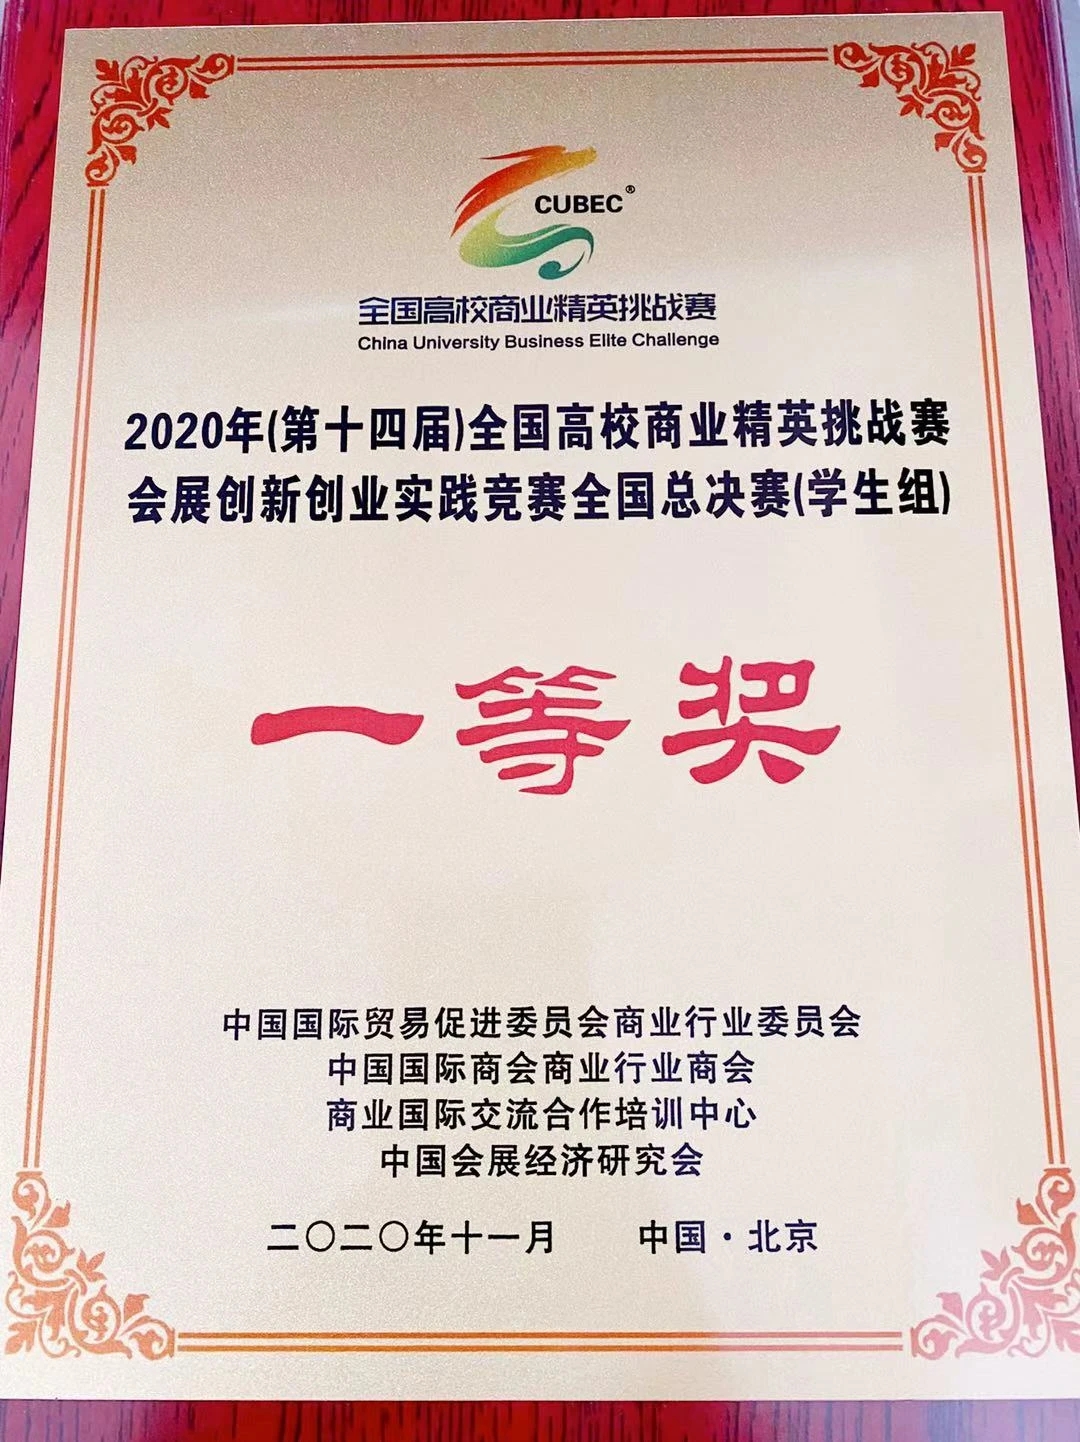 CUBEC®
全国高校商业精英挑战赛
China University Business Elite Challenge
2020年(第十四届)全国高校商业精英挑战赛
会展创新创业实践竞赛全国总决赛(学生组)
一等奖
中国国际贸易促进委员会商业行业委员会
中国国际商会商业行业商会
商业国际交流合作培训中心
中国会展经济研究会
二〇二〇年十一月 中国·北京